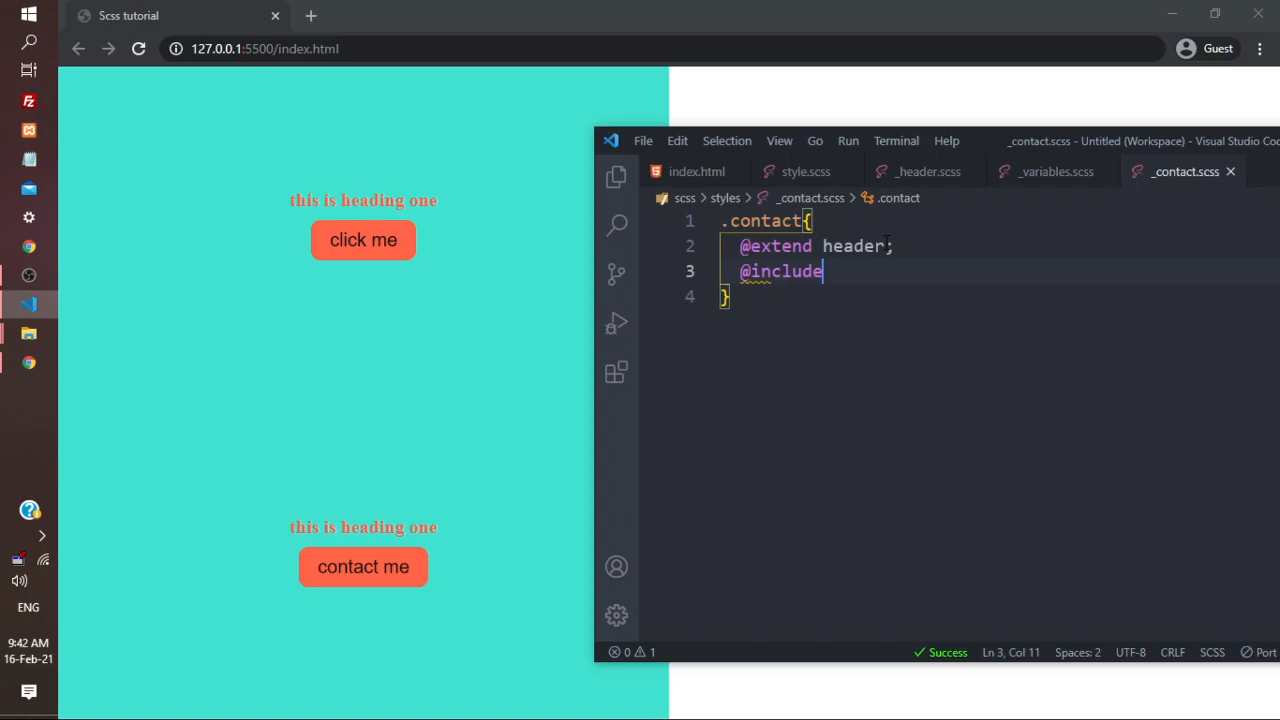 Scss tutorial
127.0.0.1:5500/index.html
Guest
this is heading one
click me
this is heading one
contact me
File Edit Selection View Go Run Terminal Help _contact.scss - Untitled (Workspace) - Visual Studio Coc
index.html style.scss _header.scss _variables.scss _contact.scss
scss > styles > _contact.scss > .contact
1 .contact{
2 @extend header;
3 @include
4 }
0 1 Success Ln 3, Col 11 Spaces: 2 UTF-8 CRLF SCSS Port
ENG
9:42 AM
16-Feb-21